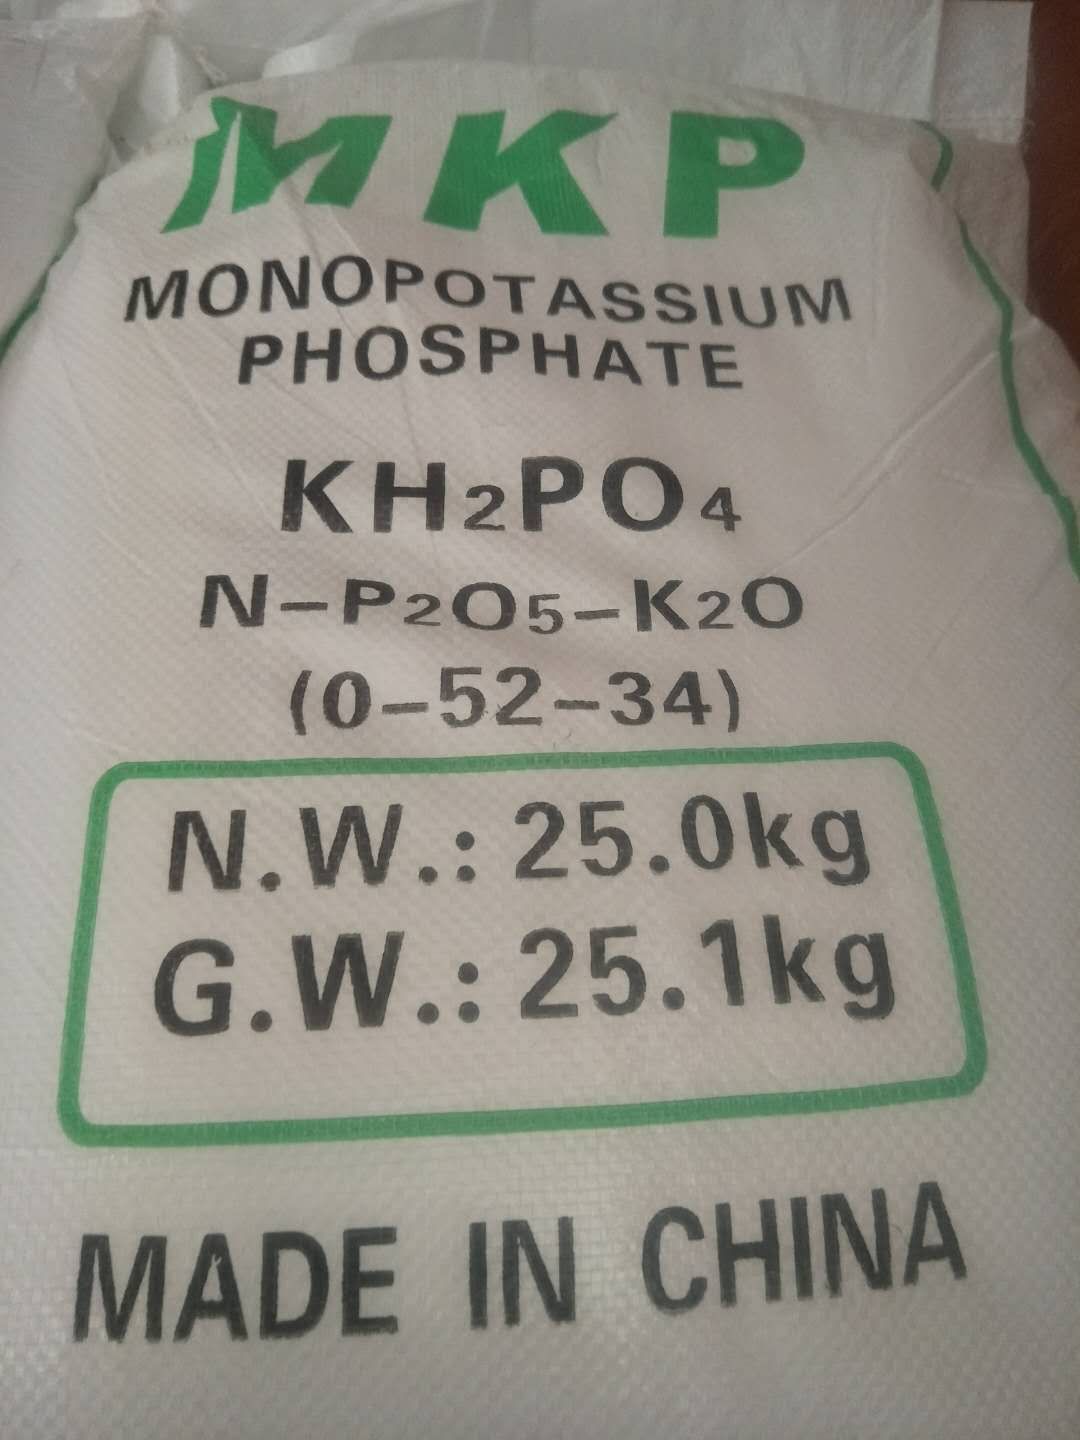 MKP
MONOPOTASSIUM
PHOSPHATE
KH₂PO₄
N-P₂O₅-K₂O
(0-52-34)
N.W.: 25.0kg
G.W.: 25.1kg
MADE IN CHINA